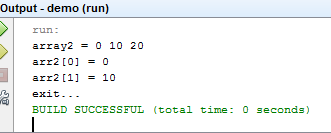 Output - demo (run)
run:
array2 = 0 10 20
arr2[0] = 0
arr2[1] = 10
exit...
BUILD SUCCESSFUL (total time: 0 seconds)